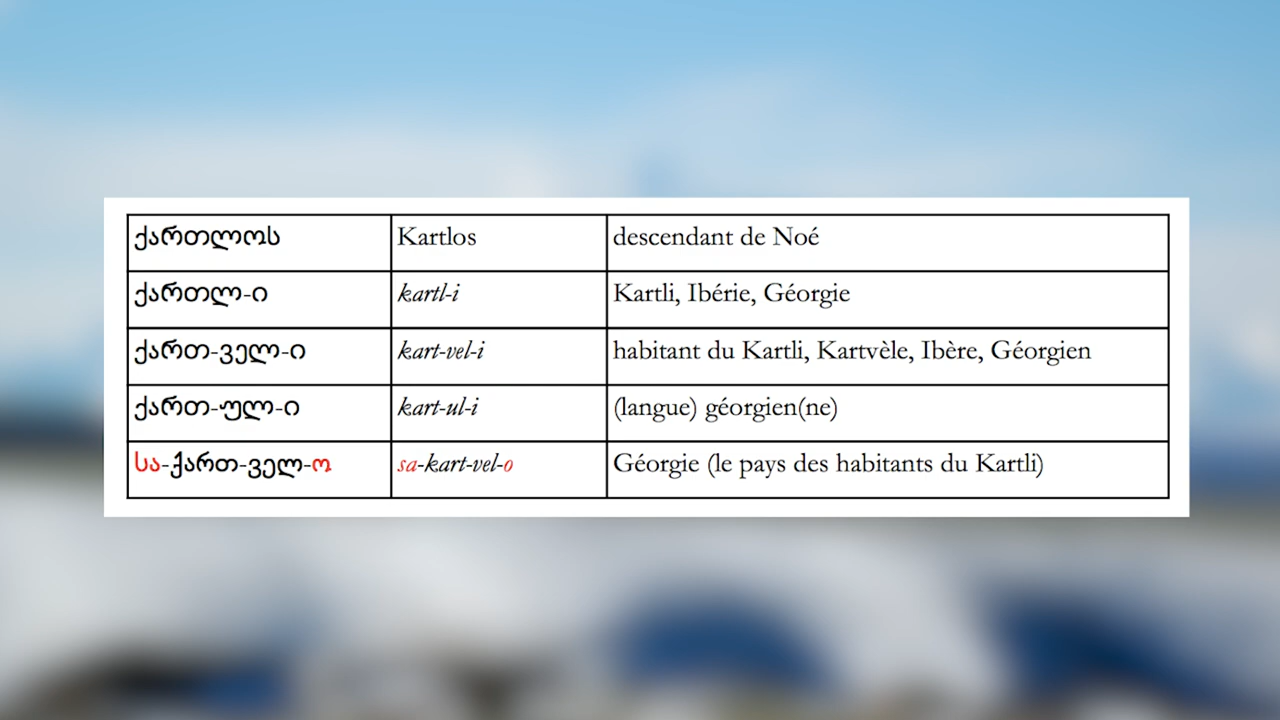 ქართლოს Kartlos descendant de Noé
ქართლ-ი kartl-i Kartli, Ibérie, Géorgie
ქართ-ველ-ი kart-vel-i habitant du Kartli, Kartvèle, Ibère, Géorgien
ქართ-ულ-ი kart-ul-i (langue) géorgien(ne)
სა-ქართ-ველ-ო sa-kart-vel-o Géorgie (le pays des habitants du Kartli)